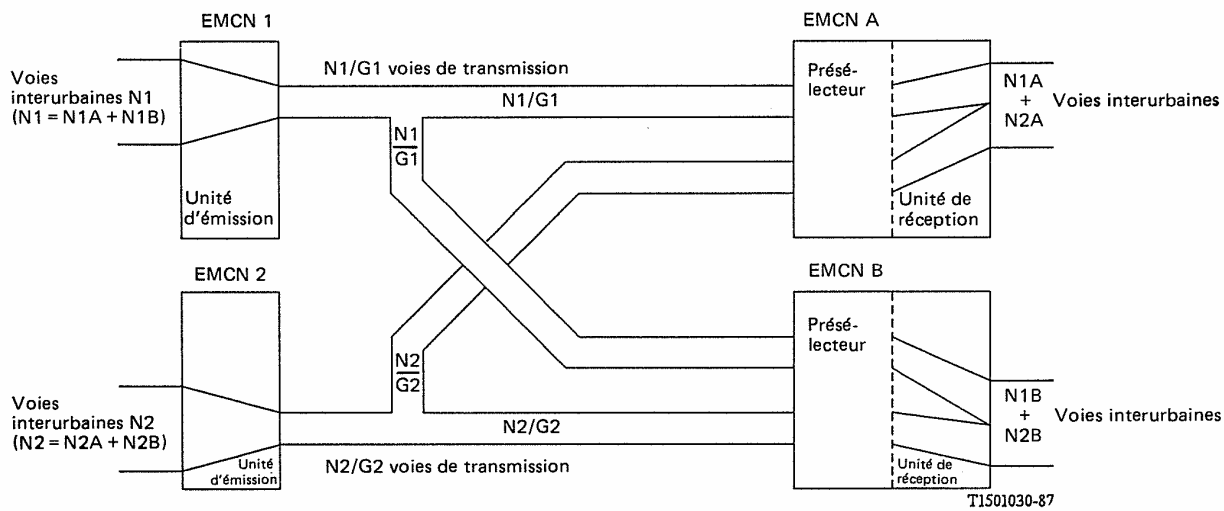 EMCN 1
EMCN A
Voies
interurbaines N1
(N1 = N1A + N1B)
N1/G1 voies de transmission
N1/G1
N1
G1
Unité
d'émission
Présé-
lecteur
N1A
+
N2A
Voies interurbaines
Unité de
réception
EMCN 2
EMCN B
Présé-
lecteur
N2
G2
Voies
interurbaines N2
(N2 = N2A + N2B)
N2/G2
N2/G2 voies de transmission
Unité
d'émission
N1B
+
N2B
Voies interurbaines
Unité de
réception
T1501030-87